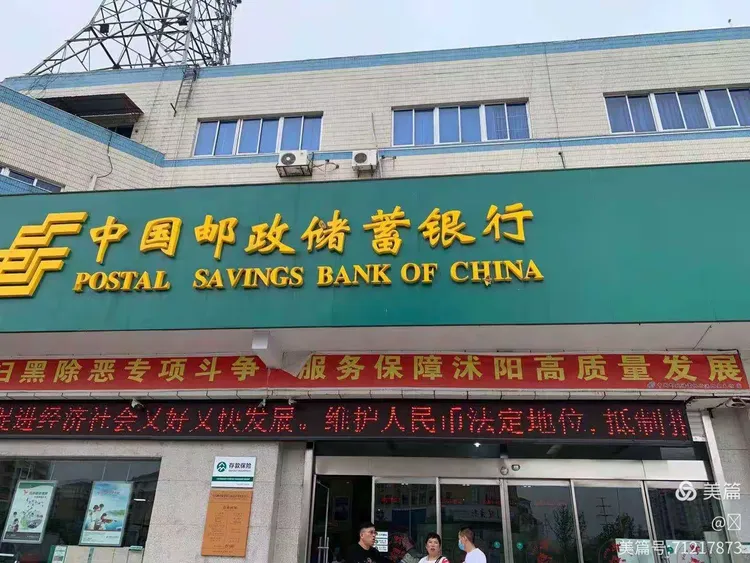 中国邮政储蓄银行
POSTAL SAVINGS BANK OF CHINA
扫黑除恶专项斗争 服务保障沭阳高质量发展
促进经济社会又好又快发展。维护人民币法定地位,抵制
存款保险
美篇
美篇号:71217873